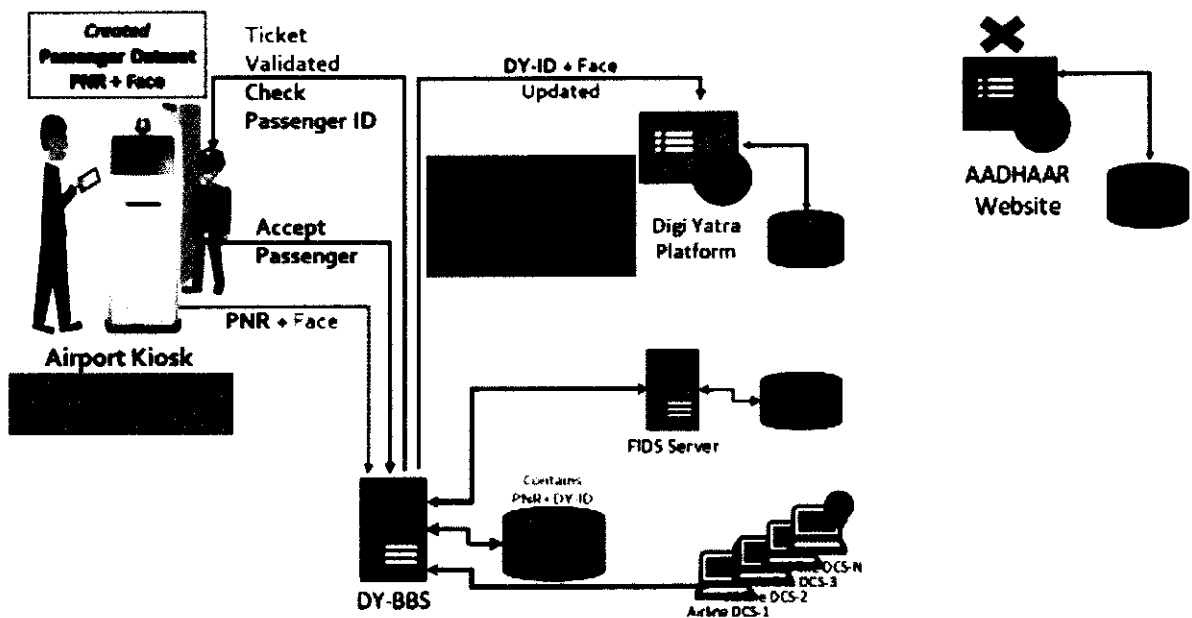 Created
Passenger Dataset
PNR + Face
Ticket
Validated
Check
Passenger ID
Accept
Passenger
PNR + Face
Airport Kiosk
DY-ID + Face
Updated
Digi Yatra
Platform
AADHAAR
Website
FIDS Server
Contains
PNR+ DY-ID
DY-BBS
DCS-N
DCS-3
DCS-2
Airline DCS-1